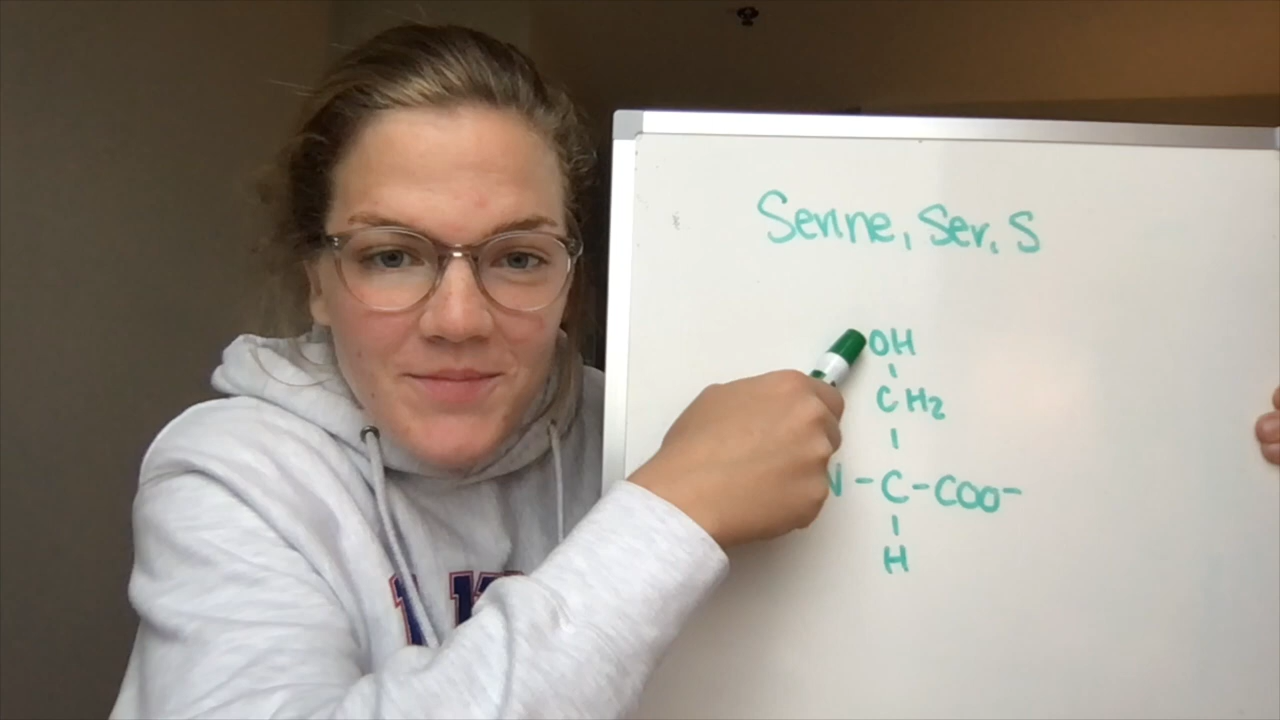 Serine, Ser, S
OH
CH2
N-C-COO-
H